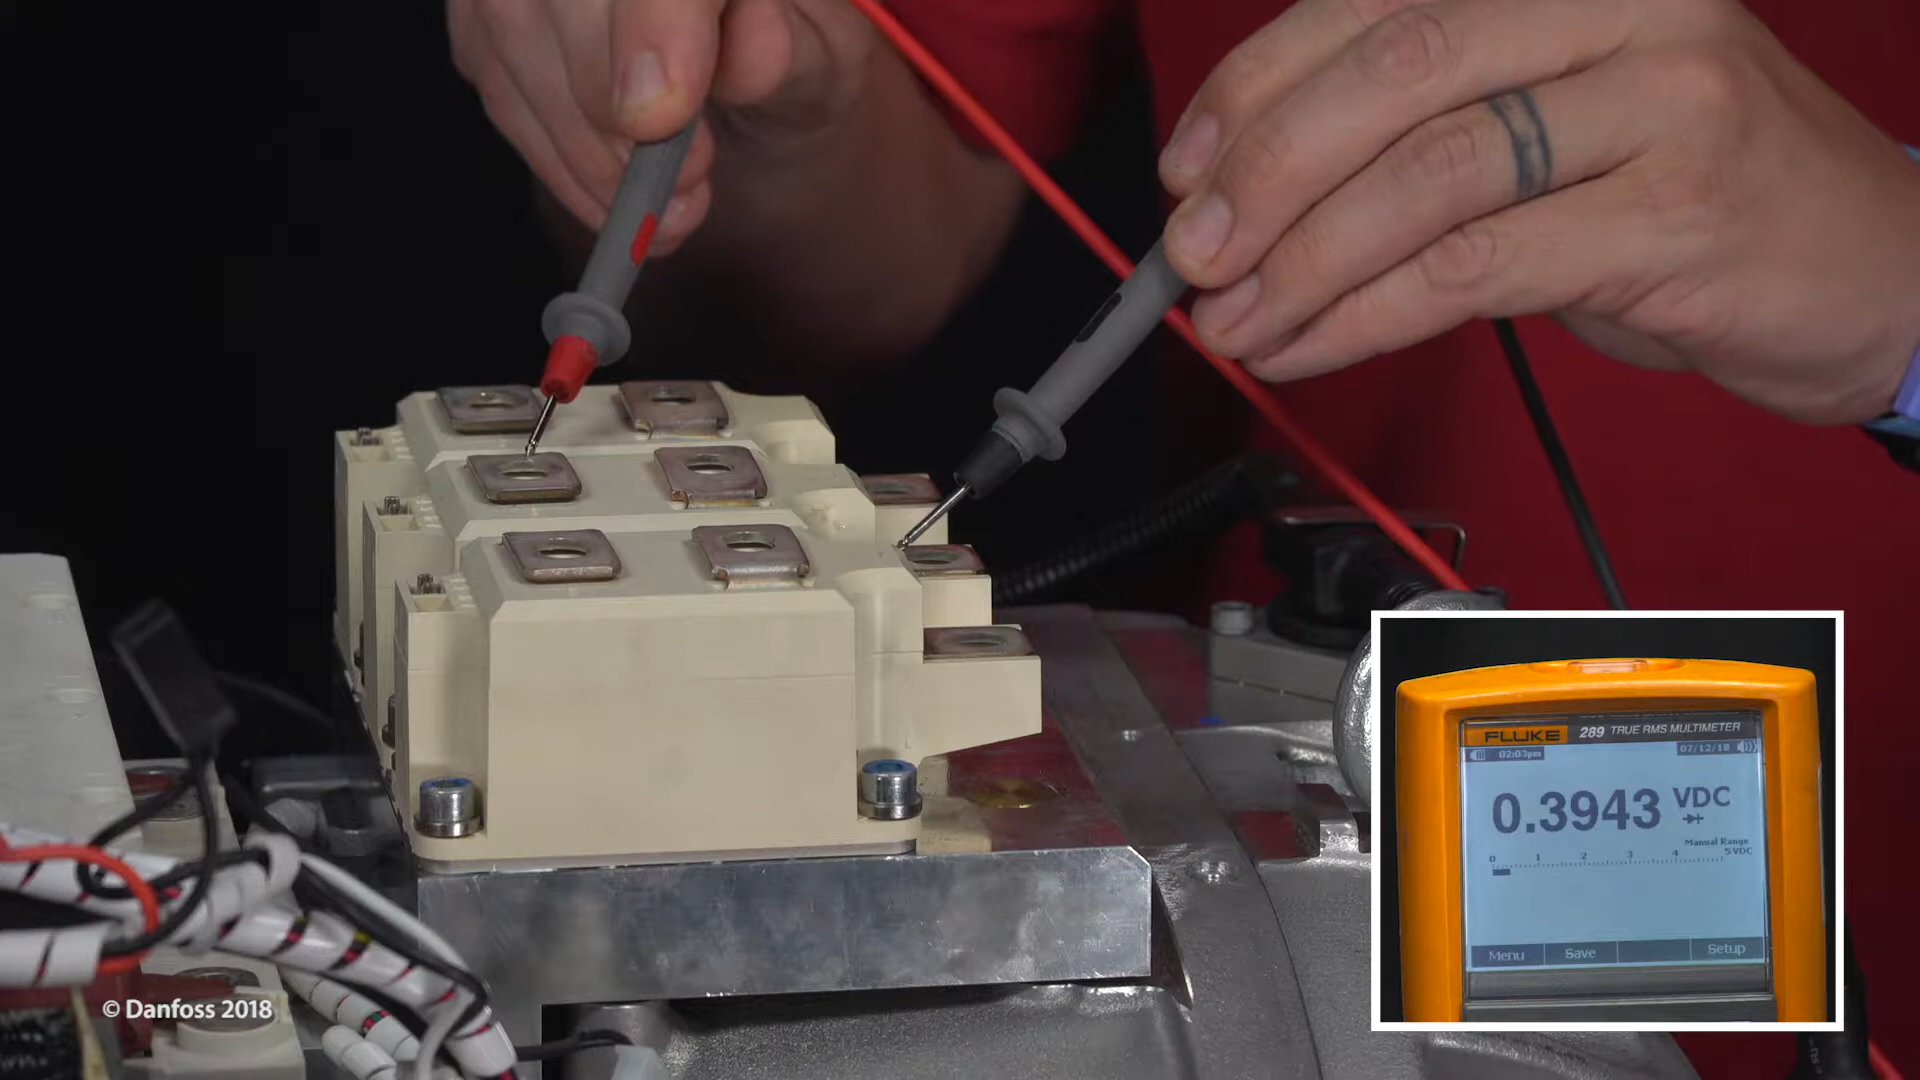 FLUKE 289 TRUE RMS MULTIMETER
02:03pm 07/12/18
0.3943 VDC
Manual Range
0 1 2 3 4 5 VDC
Menu Save Setup
© Danfoss 2018